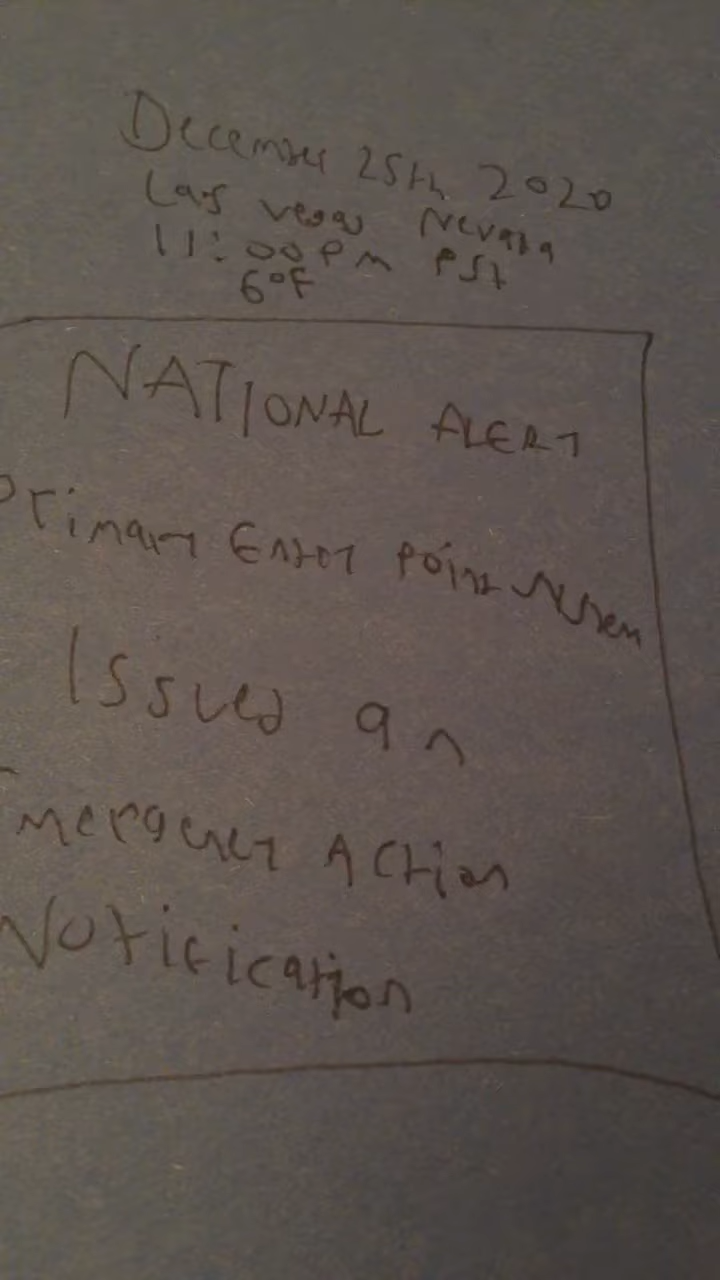 December 25th 2020
Las vegas Nevada
11:00PM PST
6°F
NATIONAL ALERT
Primary Entry Point System
Issued an
Emergency Action
Notification